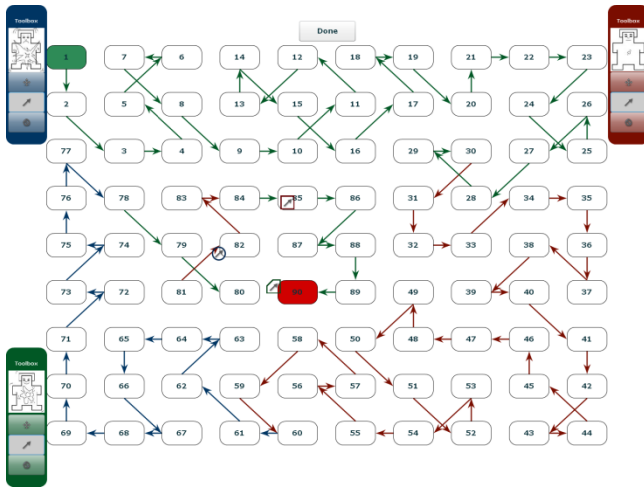 Toolbox
Done
Toolbox
1 7 6 14 12 18 19 21 22 23
2 5 8 13 15 11 17 20 24 26
77 3 4 9 10 16 29 30 27 25
76 78 83 84 85 86 31 28 34 35
75 74 79 82 87 88 32 33 38 36
73 72 81 80 90 89 49 39 40 37
71 65 64 63 58 50 48 47 46 41
Toolbox
70 66 62 59 56 57 51 53 45 42
69 68 67 61 60 55 54 52 43 44